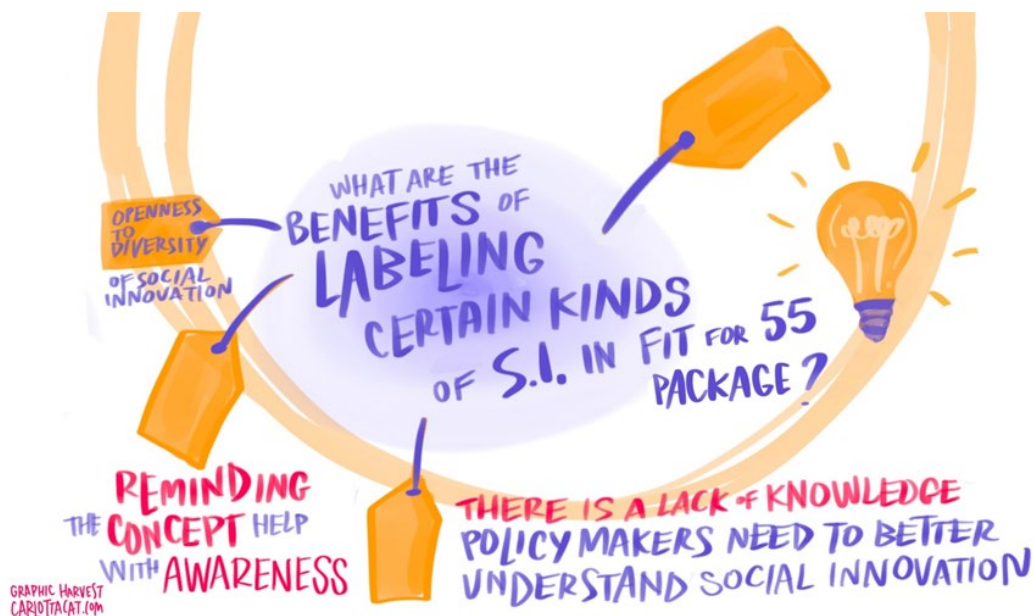 WHAT ARE THE
BENEFITS OF
LABELING
CERTAIN KINDS
OF S.I. IN FIT FOR 55
PACKAGE?
OPENNESS
TO
DIVERSITY
OF SOCIAL
INNOVATION
REMINDING
THE CONCEPT HELP
WITH AWARENESS
THERE IS A LACK OF KNOWLEDGE
POLICY MAKERS NEED TO BETTER
UNDERSTAND SOCIAL INNOVATION
GRAPHIC HARVEST
CARLOTTACAT.COM